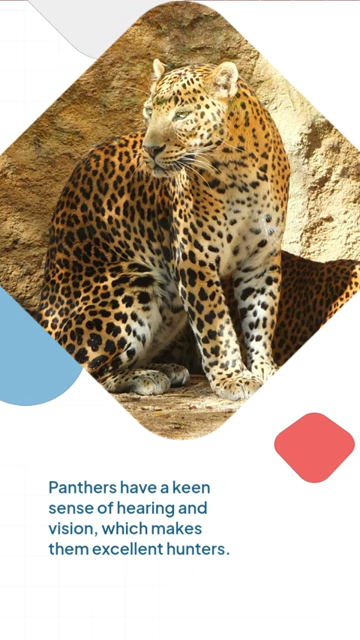 Panthers have a keen
sense of hearing and
vision, which makes
them excellent hunters.